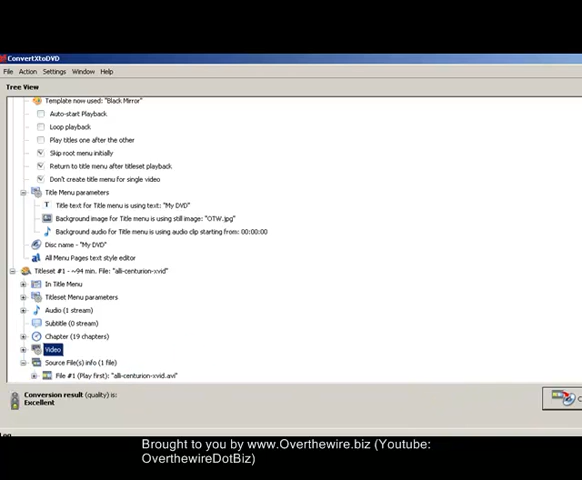 ConvertXtoDVD
File Action Settings Window Help
Tree View
Template now used: "Black Mirror"
Auto-start Playback
Loop playback
Play titles one after the other
Skip root menu initially
Return to title menu after titleset playback
Don't create title menu for single video
Title Menu parameters
Title text for Title menu is using text: "My DVD"
Background image for Title menu is using still image: "OTW.jpg"
Background audio for Title menu is using audio clip starting from: 00:00:00
Disc name - "My DVD"
All Menu Pages text style editor
Titleset #1 - ~94 min. File: "alli-centurion-xvid"
In Title Menu
Titleset Menu parameters
Audio (1 stream)
Subtitle (0 stream)
Chapter (19 chapters)
Video
Source File(s) info (1 file)
File #1 (Play first): "alli-centurion-xvid.avi"
Conversion result (quality) is:
Excellent
Brought to you by www.Overthewire.biz (Youtube:
OverthewireDotBiz)